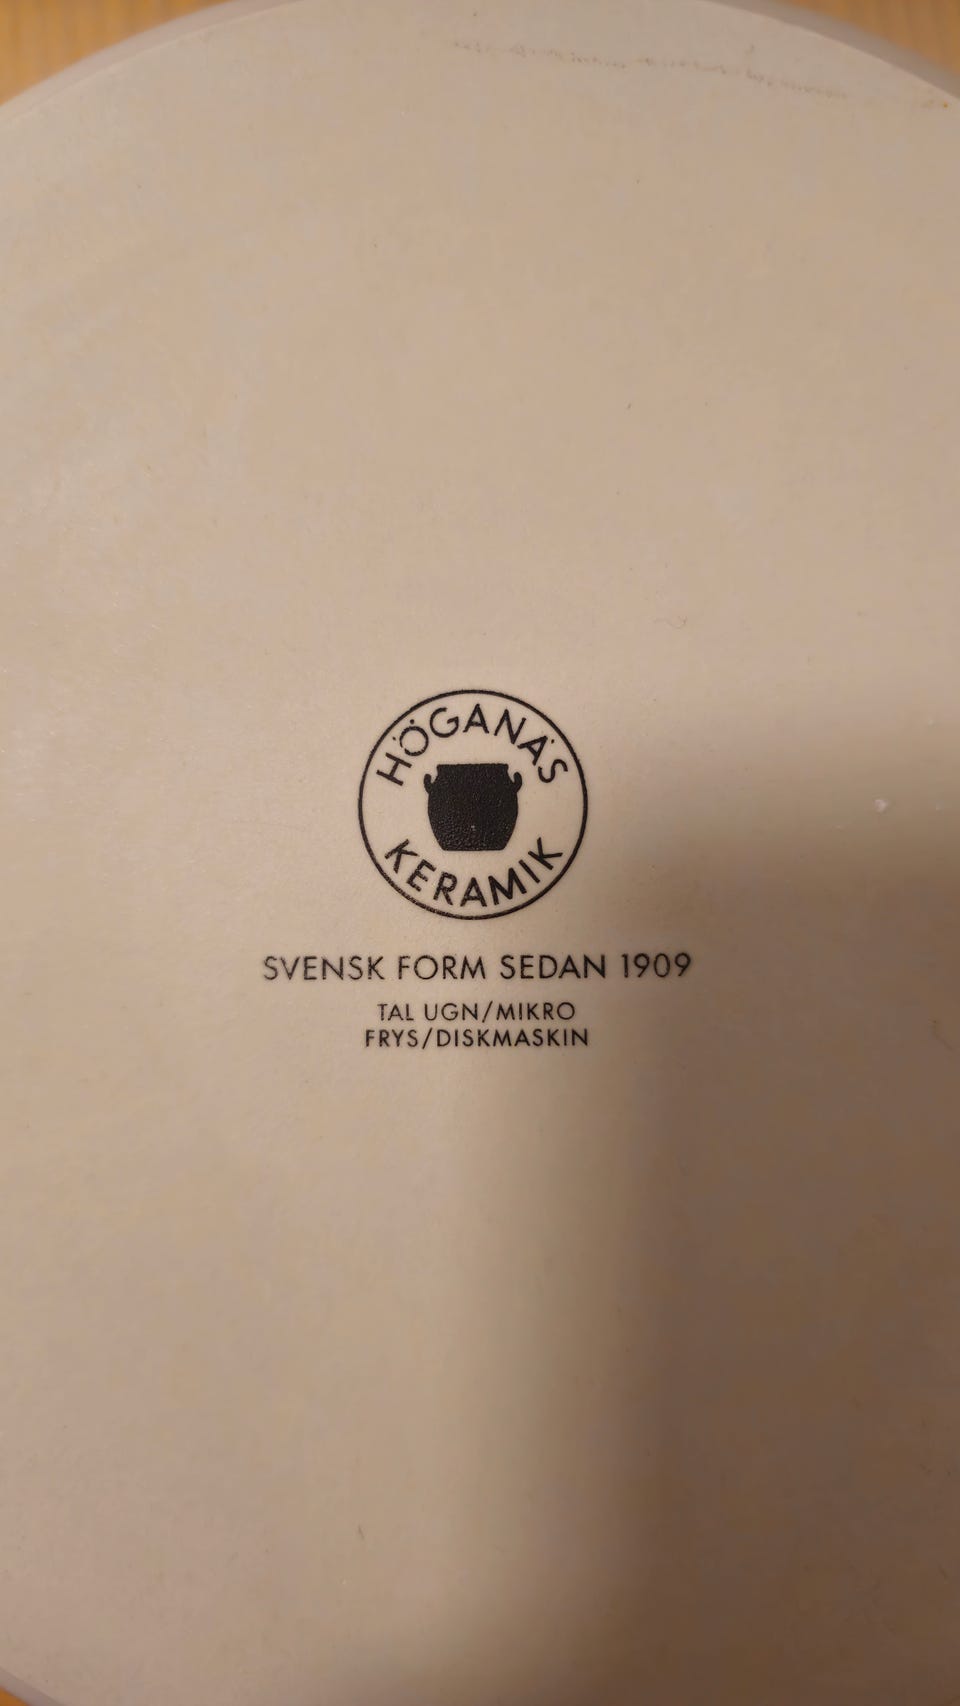 HÖGANÄS
KERAMIK
SVENSK FORM SEDAN 1909
TAL UGN/MIKRO
FRYS/DISKMASKIN